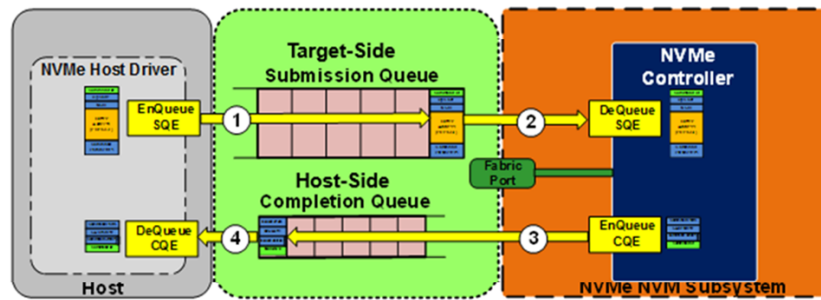 Target-Side
Submission Queue
NVMe Host Driver
EnQueue
SQE
1
2
NVMe
Controller
DeQueue
SQE
Fabric
Port
Host-Side
Completion Queue
DeQueue
CQE
4
3
EnQueue
CQE
Host
NVMe NVM Subsystem